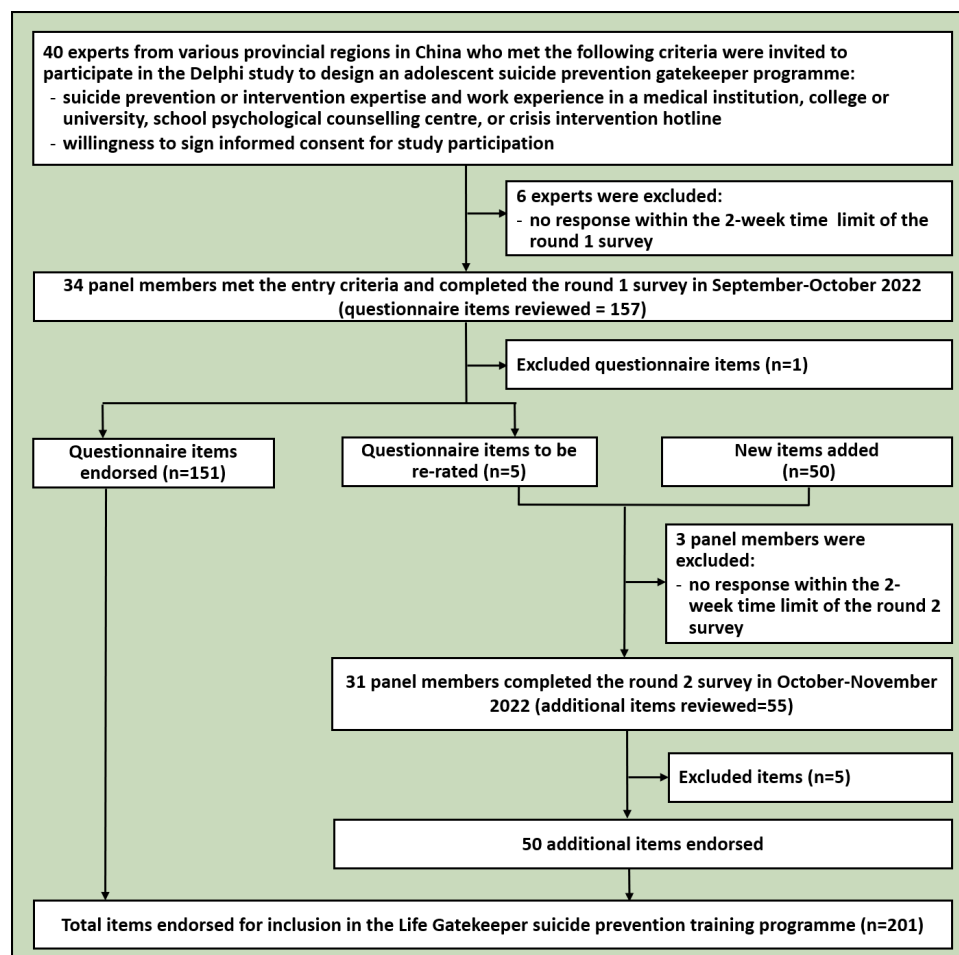 40 experts from various provincial regions in China who met the following criteria were invited to
participate in the Delphi study to design an adolescent suicide prevention gatekeeper programme:
- suicide prevention or intervention expertise and work experience in a medical institution, college or
university, school psychological counselling centre, or crisis intervention hotline
- willingness to sign informed consent for study participation
6 experts were excluded:
- no response within the 2-week time limit of the
round 1 survey
34 panel members met the entry criteria and completed the round 1 survey in September-October 2022
(questionnaire items reviewed = 157)
Excluded questionnaire items (n=1)
Questionnaire items
endorsed (n=151)
Questionnaire items to be
re-rated (n=5)
New items added
(n=50)
3 panel members were
excluded:
- no response within the 2-
week time limit of the round 2
survey
31 panel members completed the round 2 survey in October-November
2022 (additional items reviewed=55)
Excluded items (n=5)
50 additional items endorsed
Total items endorsed for inclusion in the Life Gatekeeper suicide prevention training programme (n=201)